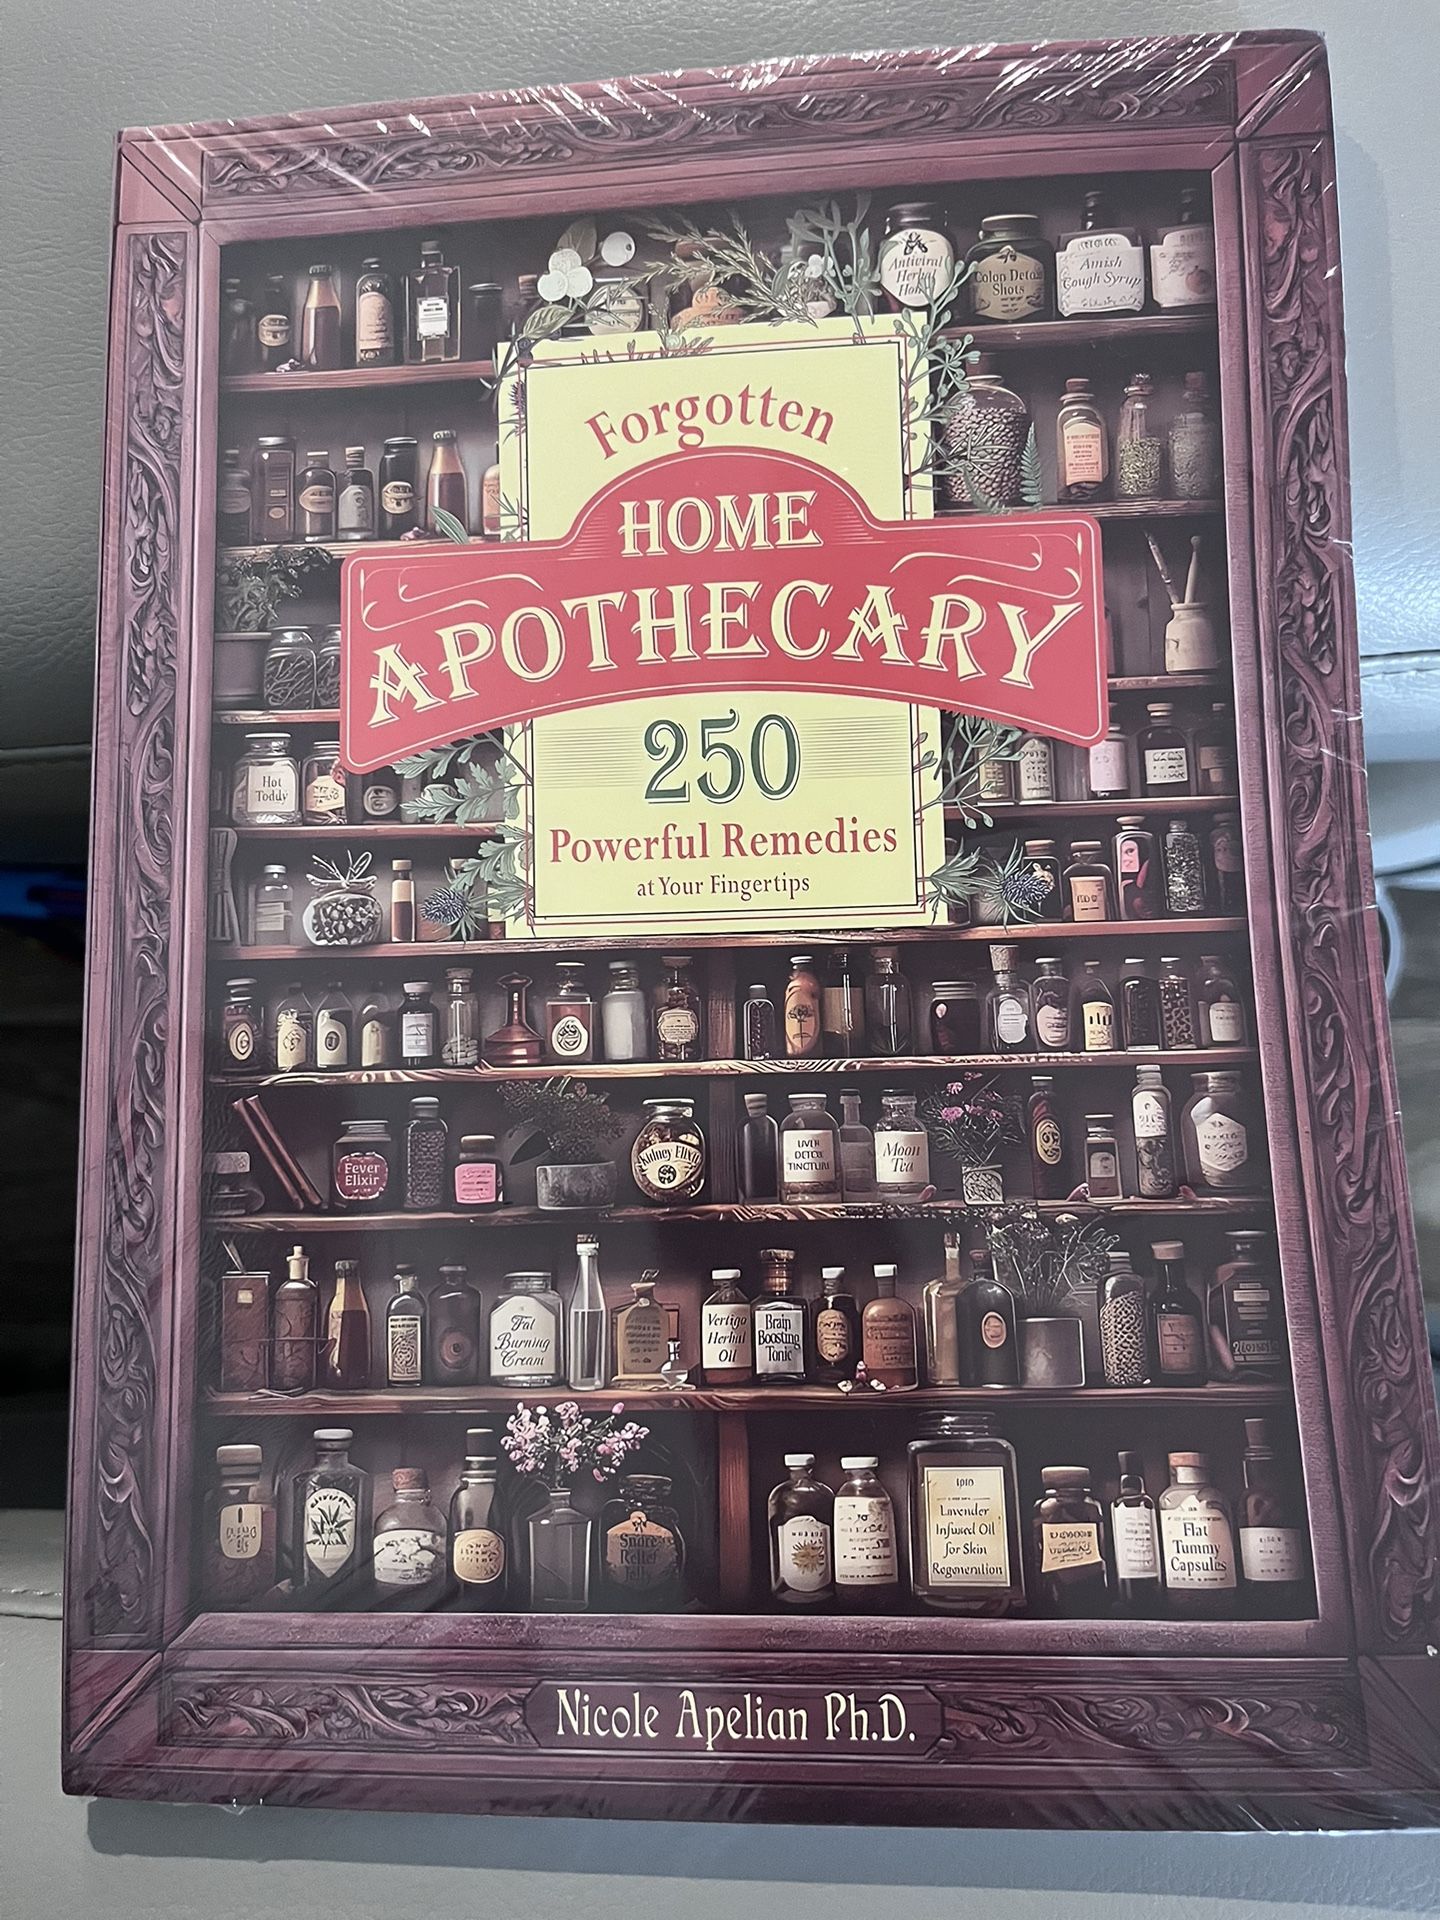 Antiviral
Herbal
Colon Detox
Shots
Amish
Cough Syrup
Forgotten
HOME
APOTHECARY
250
Powerful Remedies
at Your Fingertips
Hot
Toddy
Fever
Elixir
Kidney Elixir
LIVER
DETOX
TINCTURE
Moon
Tea
Fat
Burning
Cream
Vertigo
Herbal
Oil
Brain
Boosting
Tonic
Snore
Relief
Lavender
Infused Oil
for Skin
Regeneration
Flat
Tummy
Capsules
Nicole Apelian Ph.D.